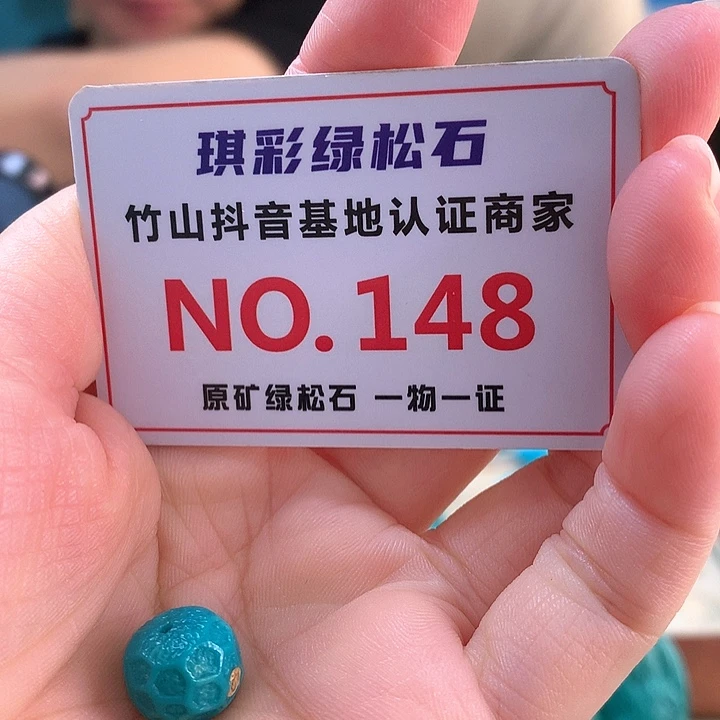 琪彩绿松石
竹山抖音基地认证商家
NO.148
原矿绿松石 一物一证